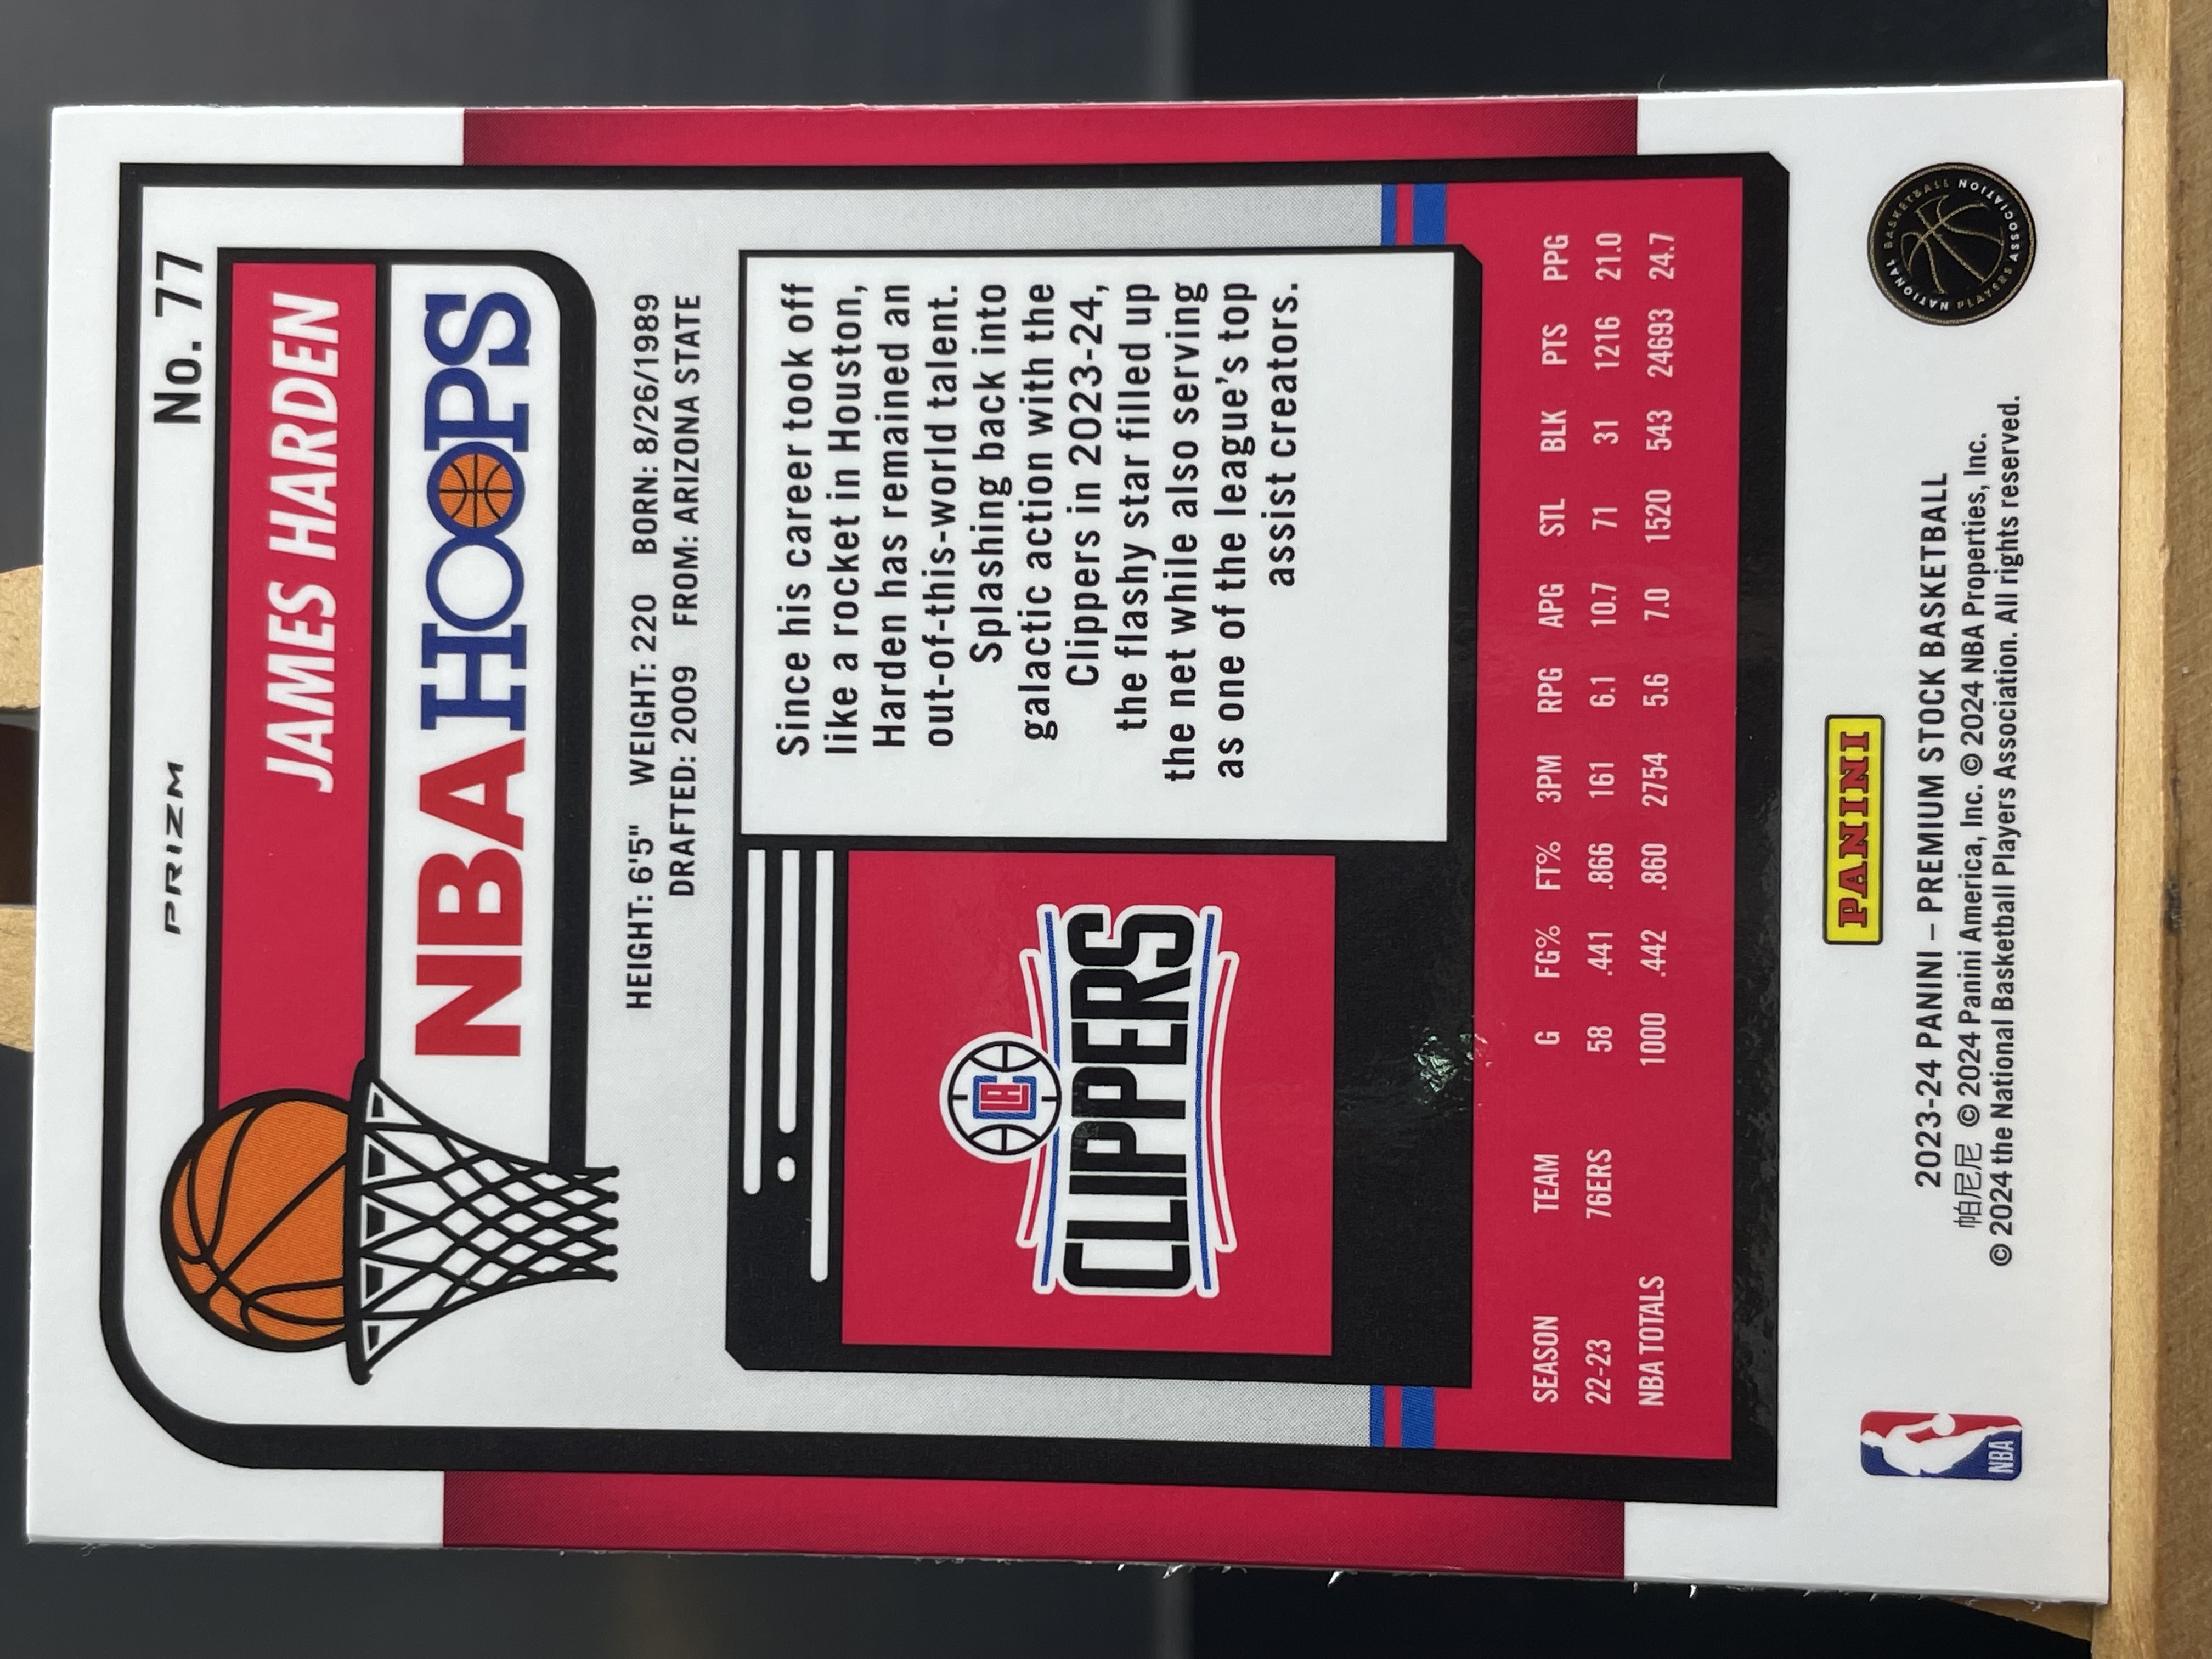 PRIZM No. 77
JAMES HARDEN
NBA HOOPS
HEIGHT: 6'5" WEIGHT: 220 BORN: 8/26/1989
DRAFTED: 2009 FROM: ARIZONA STATE
Since his career took off
like a rocket in Houston,
Harden has remained an
out-of-this-world talent.
Splashing back into
galactic action with the
Clippers in 2023-24,
the flashy star filled up
the net while also serving
as one of the league's top
assist creators.
LA
CLIPPERS
SEASON TEAM G FG% FT% 3PM RPG APG STL BLK PTS PPG
22-23 76ERS 58 .441 .866 161 6.1 10.7 71 31 1216 21.0
NBA TOTALS 1000 .442 .860 2754 5.6 7.0 1520 543 24693 24.7
PANINI
NBA
2023-24 PANINI – PREMIUM STOCK BASKETBALL
帕尼尼 © 2024 Panini America, Inc. © 2024 NBA Properties, Inc.
© 2024 the National Basketball Players Association. All rights reserved.
NATIONAL BASKETBALL ASSOCIATION PLAYERS